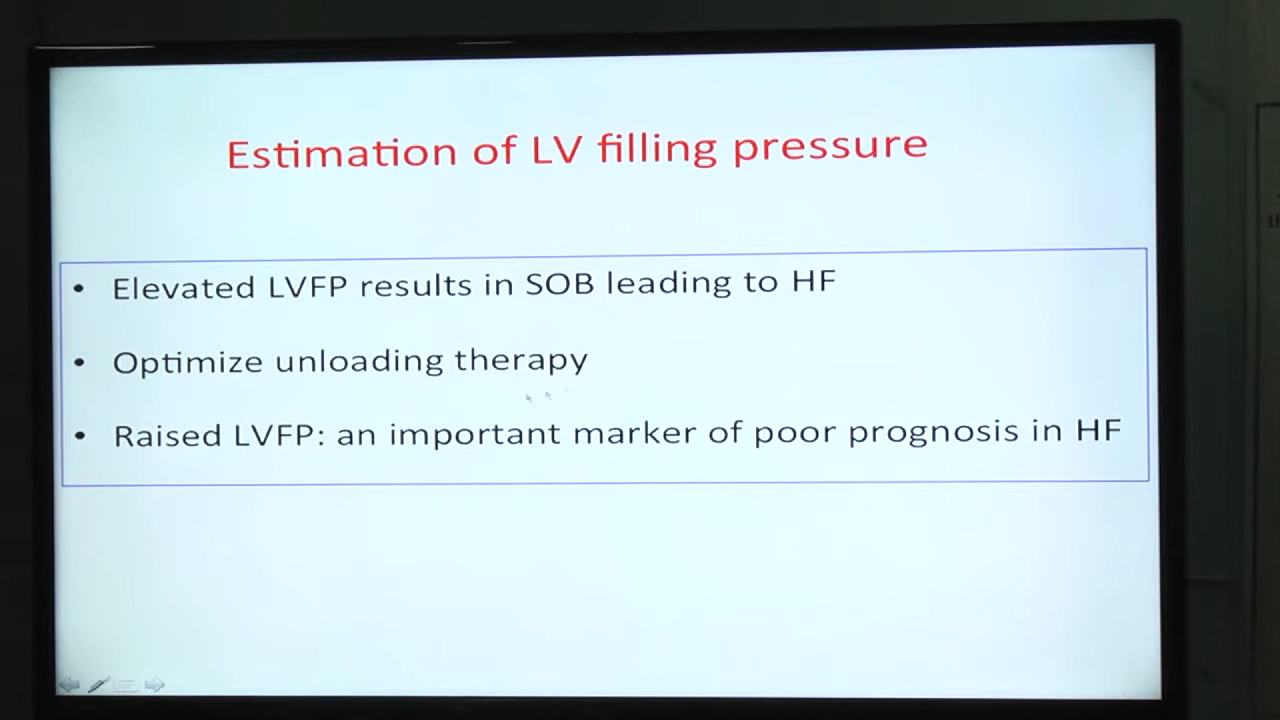 Estimation of LV filling pressure
• Elevated LVFP results in SOB leading to HF
• Optimize unloading therapy
• Raised LVFP: an important marker of poor prognosis in HF